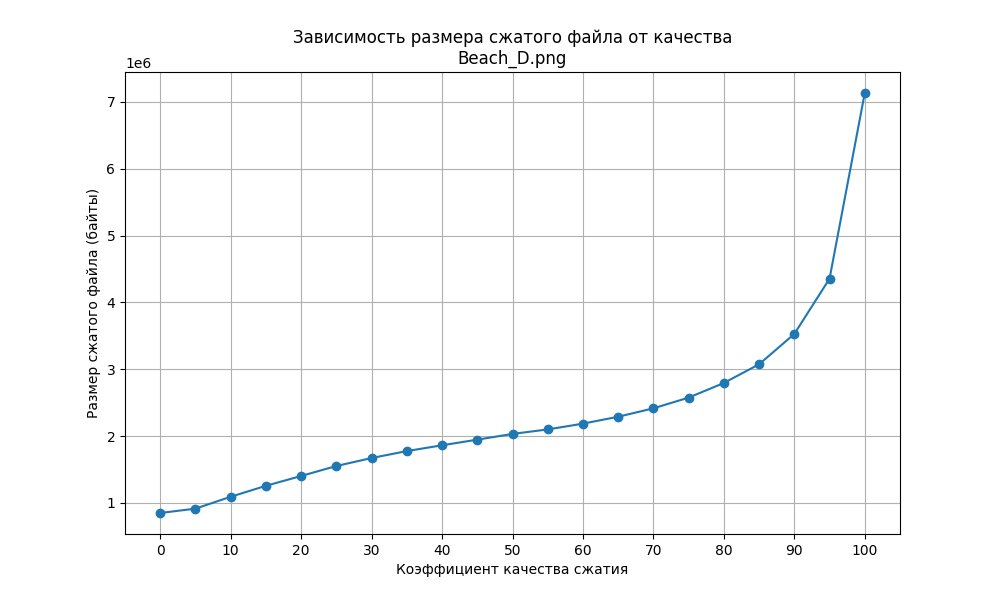 Зависимость размера сжатого файла от качества
Beach_D.png
1e6
7
6
5
4
3
2
1
Размер сжатого файла (байты)
0 10 20 30 40 50 60 70 80 90 100
Коэффициент качества сжатия